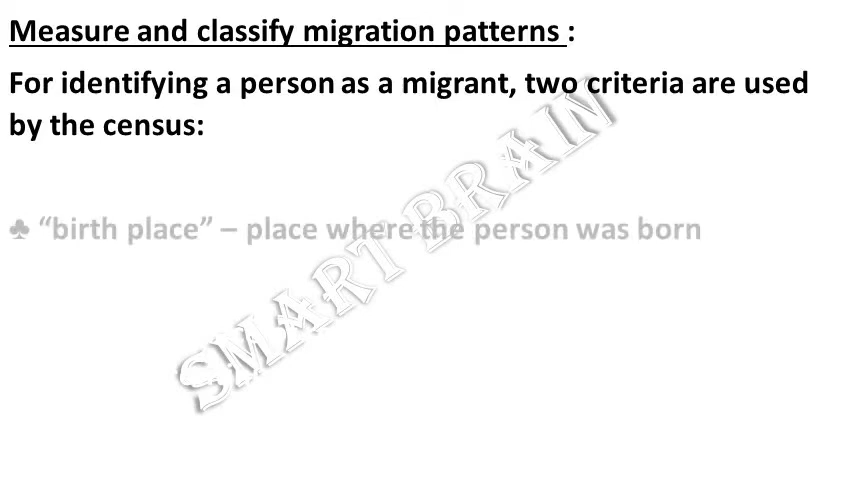 Measure and classify migration patterns :
For identifying a person as a migrant, two criteria are used
by the census:
♣ “birth place” – place where the person was born
SMART BRAIN